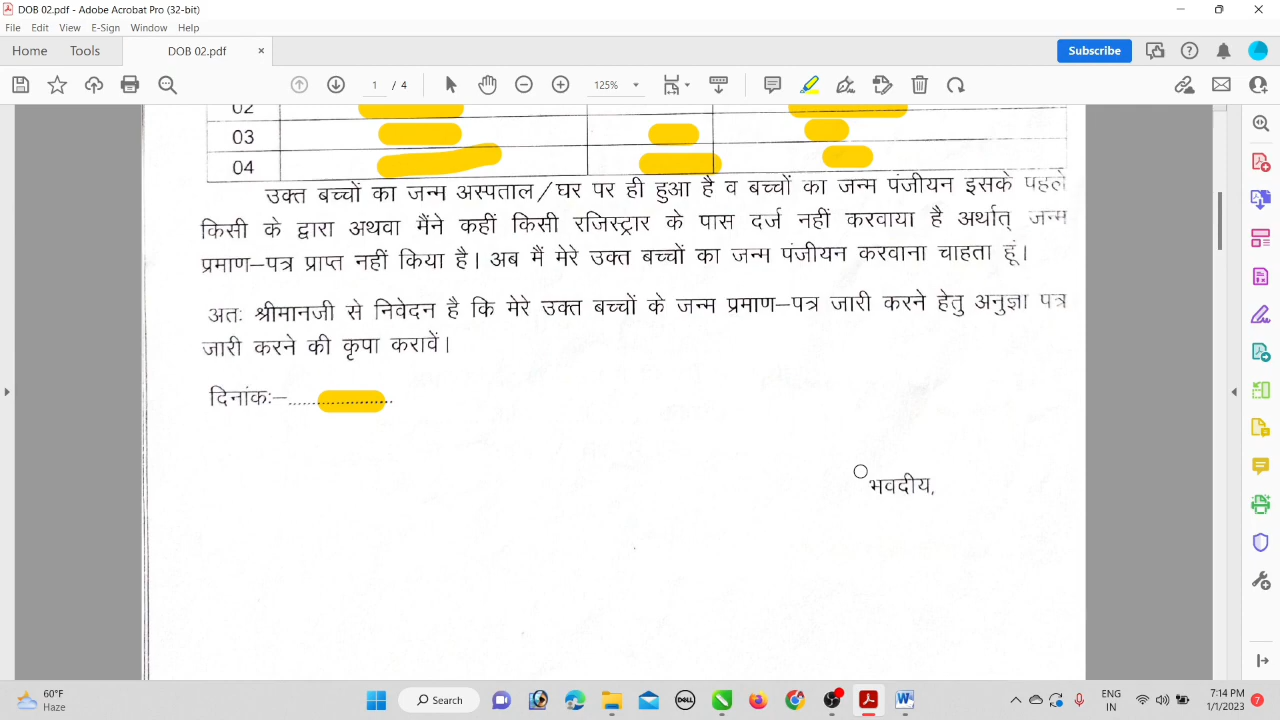 DOB 02.pdf - Adobe Acrobat Pro (32-bit)
File Edit View E-Sign Window Help
Home Tools DOB 02.pdf × Subscribe
1 / 4 125%
02
03
04
उक्त बच्चों का जन्म अस्पताल/घर पर ही हुआ है व बच्चों का जन्म पंजीयन इसके पहले
किसी के द्वारा अथवा मैंने कहीं किसी रजिस्ट्रार के पास दर्ज नहीं करवाया है अर्थात् जन्म
प्रमाण–पत्र प्राप्त नहीं किया है। अब मैं मेरे उक्त बच्चों का जन्म पंजीयन करवाना चाहता हूं।
अतः श्रीमानजी से निवेदन है कि मेरे उक्त बच्चों के जन्म प्रमाण–पत्र जारी करने हेतु अनुज्ञा पत्र
जारी करने की कृपा करावें।
दिनांकः–........................
भवदीय,
60°F
Haze
Search
DELL
ENG
IN
7:14 PM
1/1/2023
7